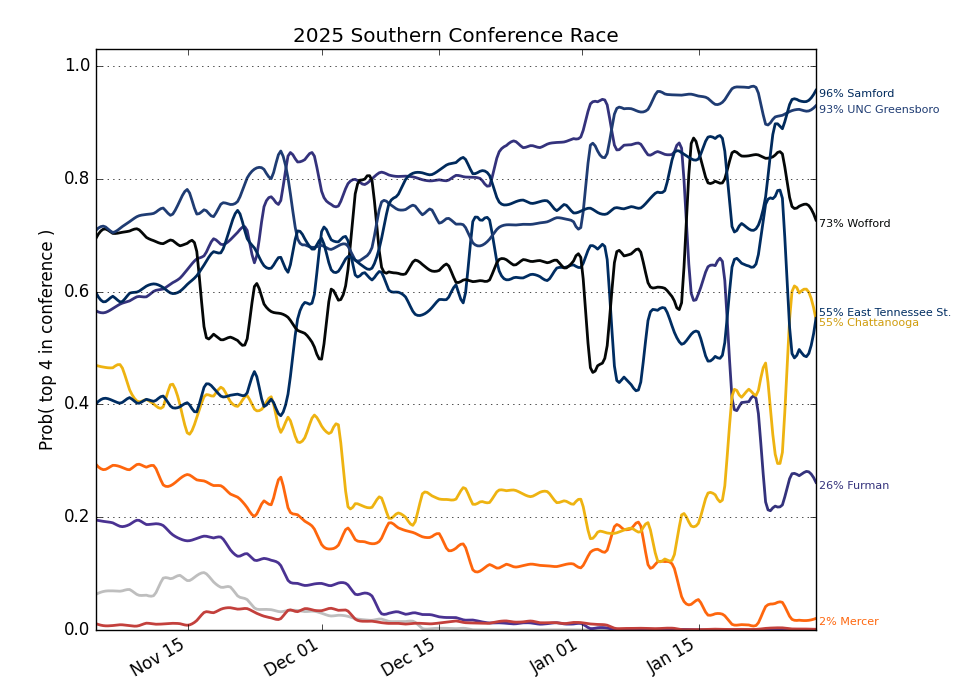 2025 Southern Conference Race
Prob( top 4 in conference )
1.0
0.8
0.6
0.4
0.2
0.0
Nov 15
Dec 01
Dec 15
Jan 01
Jan 15
96% Samford
93% UNC Greensboro
73% Wofford
55% East Tennessee St.
55% Chattanooga
26% Furman
2% Mercer